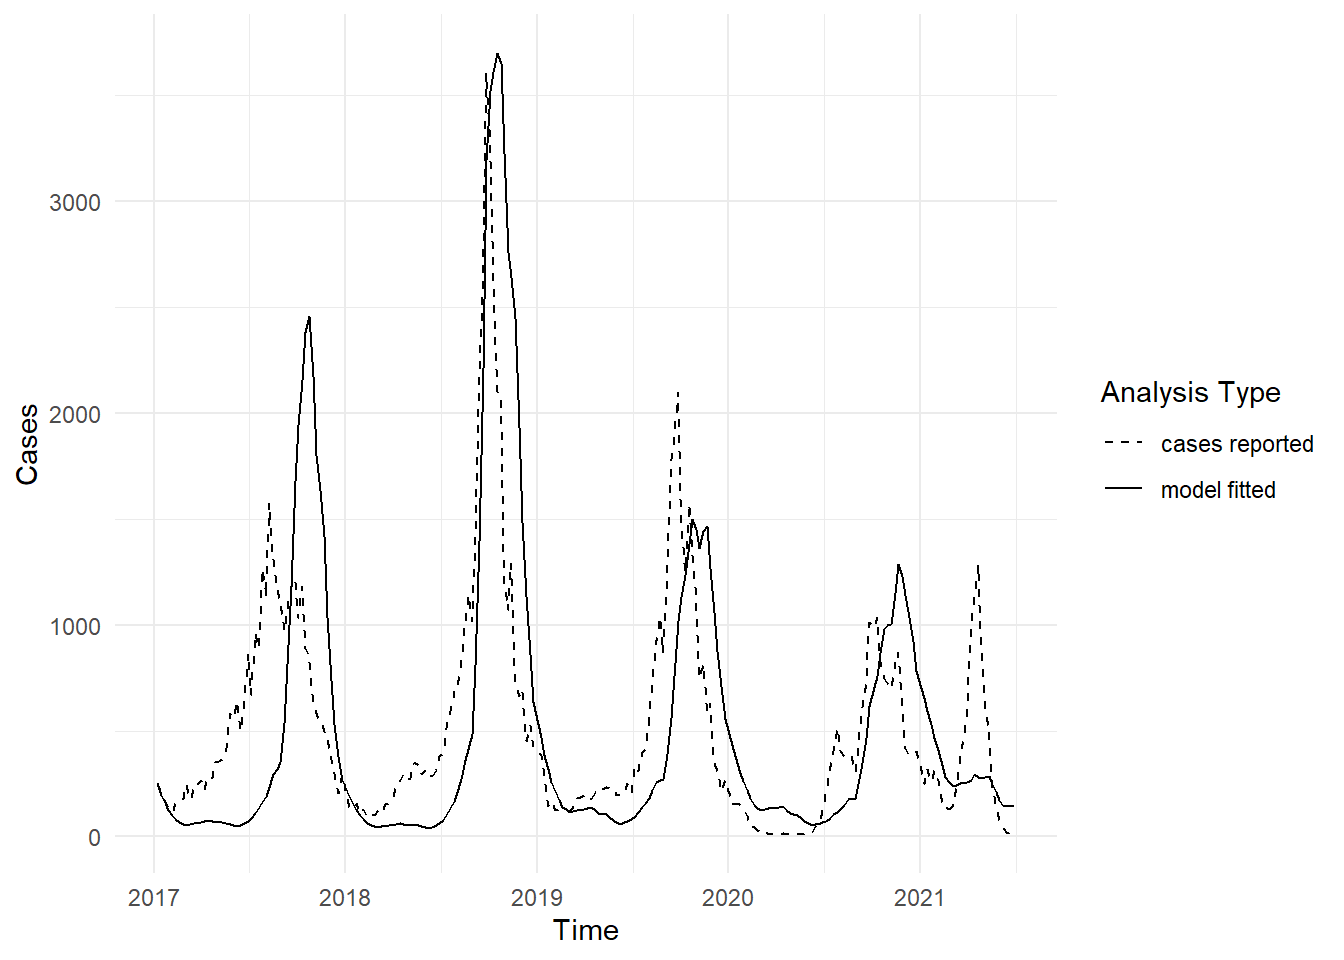 3000
2000
1000
0
Cases
2017 2018 2019 2020 2021
Time
Analysis Type
cases reported
model fitted